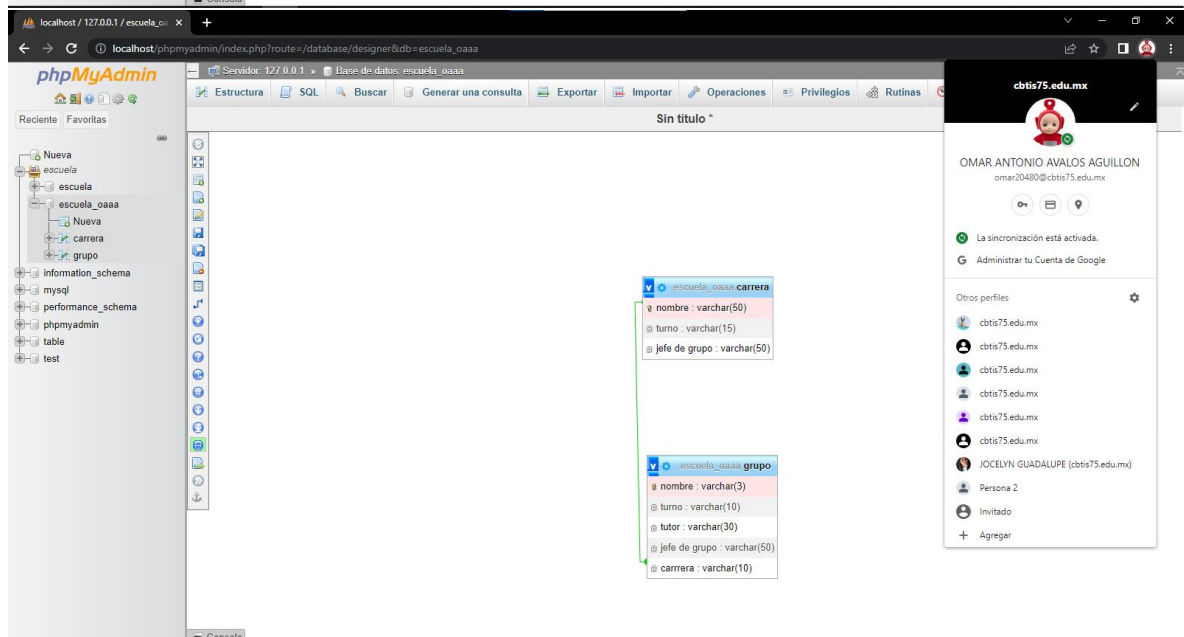 Consola
localhost / 127.0.0.1 / escuela_oa
localhost/phpmyadmin/index.php?route=/database/designer&db=escuela_oaaa
phpMyAdmin
Reciente Favoritas
Nueva
escuela
escuela
escuela_oaaa
Nueva
carrera
grupo
information_schema
mysql
performance_schema
phpmyadmin
table
test
Servidor: 127.0.0.1 » Base de datos: escuela_oaaa
Estructura SQL Buscar Generar una consulta Exportar Importar Operaciones Privilegios Rutinas
Sin título *
escuela_oaaa carrera
nombre : varchar(50)
turno : varchar(15)
jefe de grupo : varchar(50)
escuela_oaaa grupo
nombre : varchar(3)
turno : varchar(10)
tutor : varchar(30)
jefe de grupo : varchar(50)
carrrera : varchar(10)
cbtis75.edu.mx
OMAR ANTONIO AVALOS AGUILLON
omar20480@cbtis75.edu.mx
La sincronización está activada.
G Administrar tu Cuenta de Google
Otros perfiles
cbtis75.edu.mx
cbtis75.edu.mx
cbtis75.edu.mx
cbtis75.edu.mx
cbtis75.edu.mx
cbtis75.edu.mx
JOCELYN GUADALUPE (cbtis75.edu.mx)
Persona 2
Invitado
+ Agregar
Consola